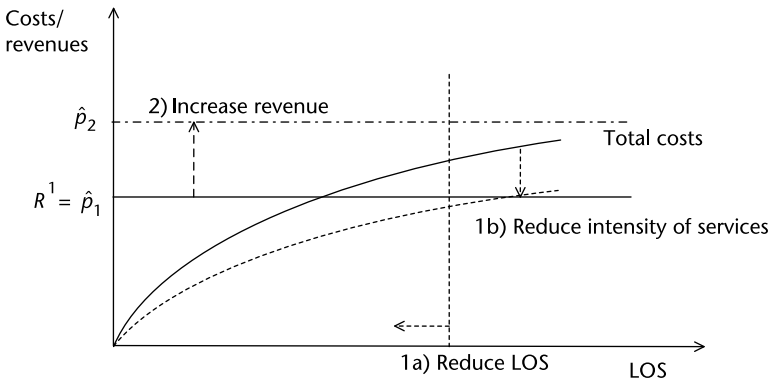 Costs/
revenues
2) Increase revenue
p̂₂
Total costs
R¹ = p̂₁
1b) Reduce intensity of services
1a) Reduce LOS
LOS